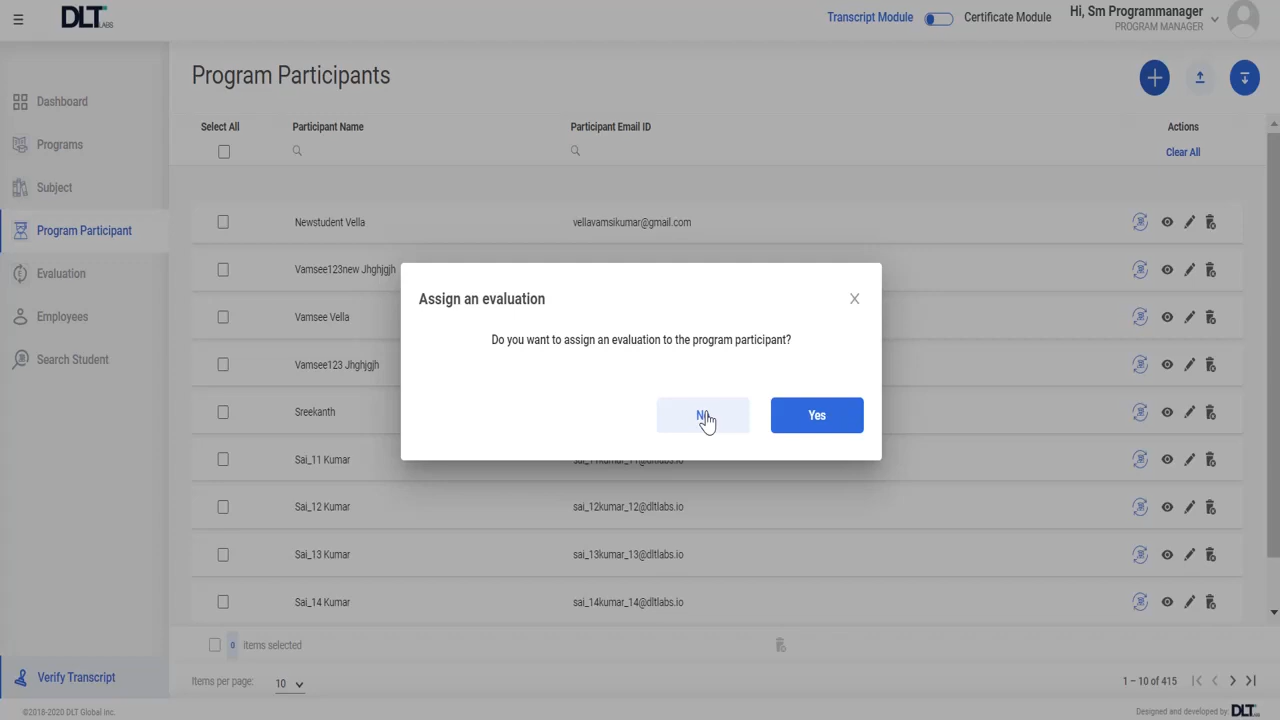 DLT LABS
Transcript Module Certificate Module
Hi, Sm Programmanager
PROGRAM MANAGER
Dashboard
Programs
Subject
Program Participant
Evaluation
Employees
Search Student
Verify Transcript
Program Participants
Select All Participant Name Participant Email ID Actions
Clear All
Newstudent Vella vellavamsikumar@gmail.com
Vamsee123new Jhghjgjh
Vamsee Vella
Vamsee123 Jhghjgjh
Sreekanth
Sai_11 Kumar
Sai_12 Kumar sai_12kumar_12@dltlabs.io
Sai_13 Kumar sai_13kumar_13@dltlabs.io
Sai_14 Kumar sai_14kumar_14@dltlabs.io
Assign an evaluation X
Do you want to assign an evaluation to the program participant?
Yes
0 items selected
Items per page: 10 1 – 10 of 415
©2018-2020 DLT Global Inc. Designed and developed by: DLT